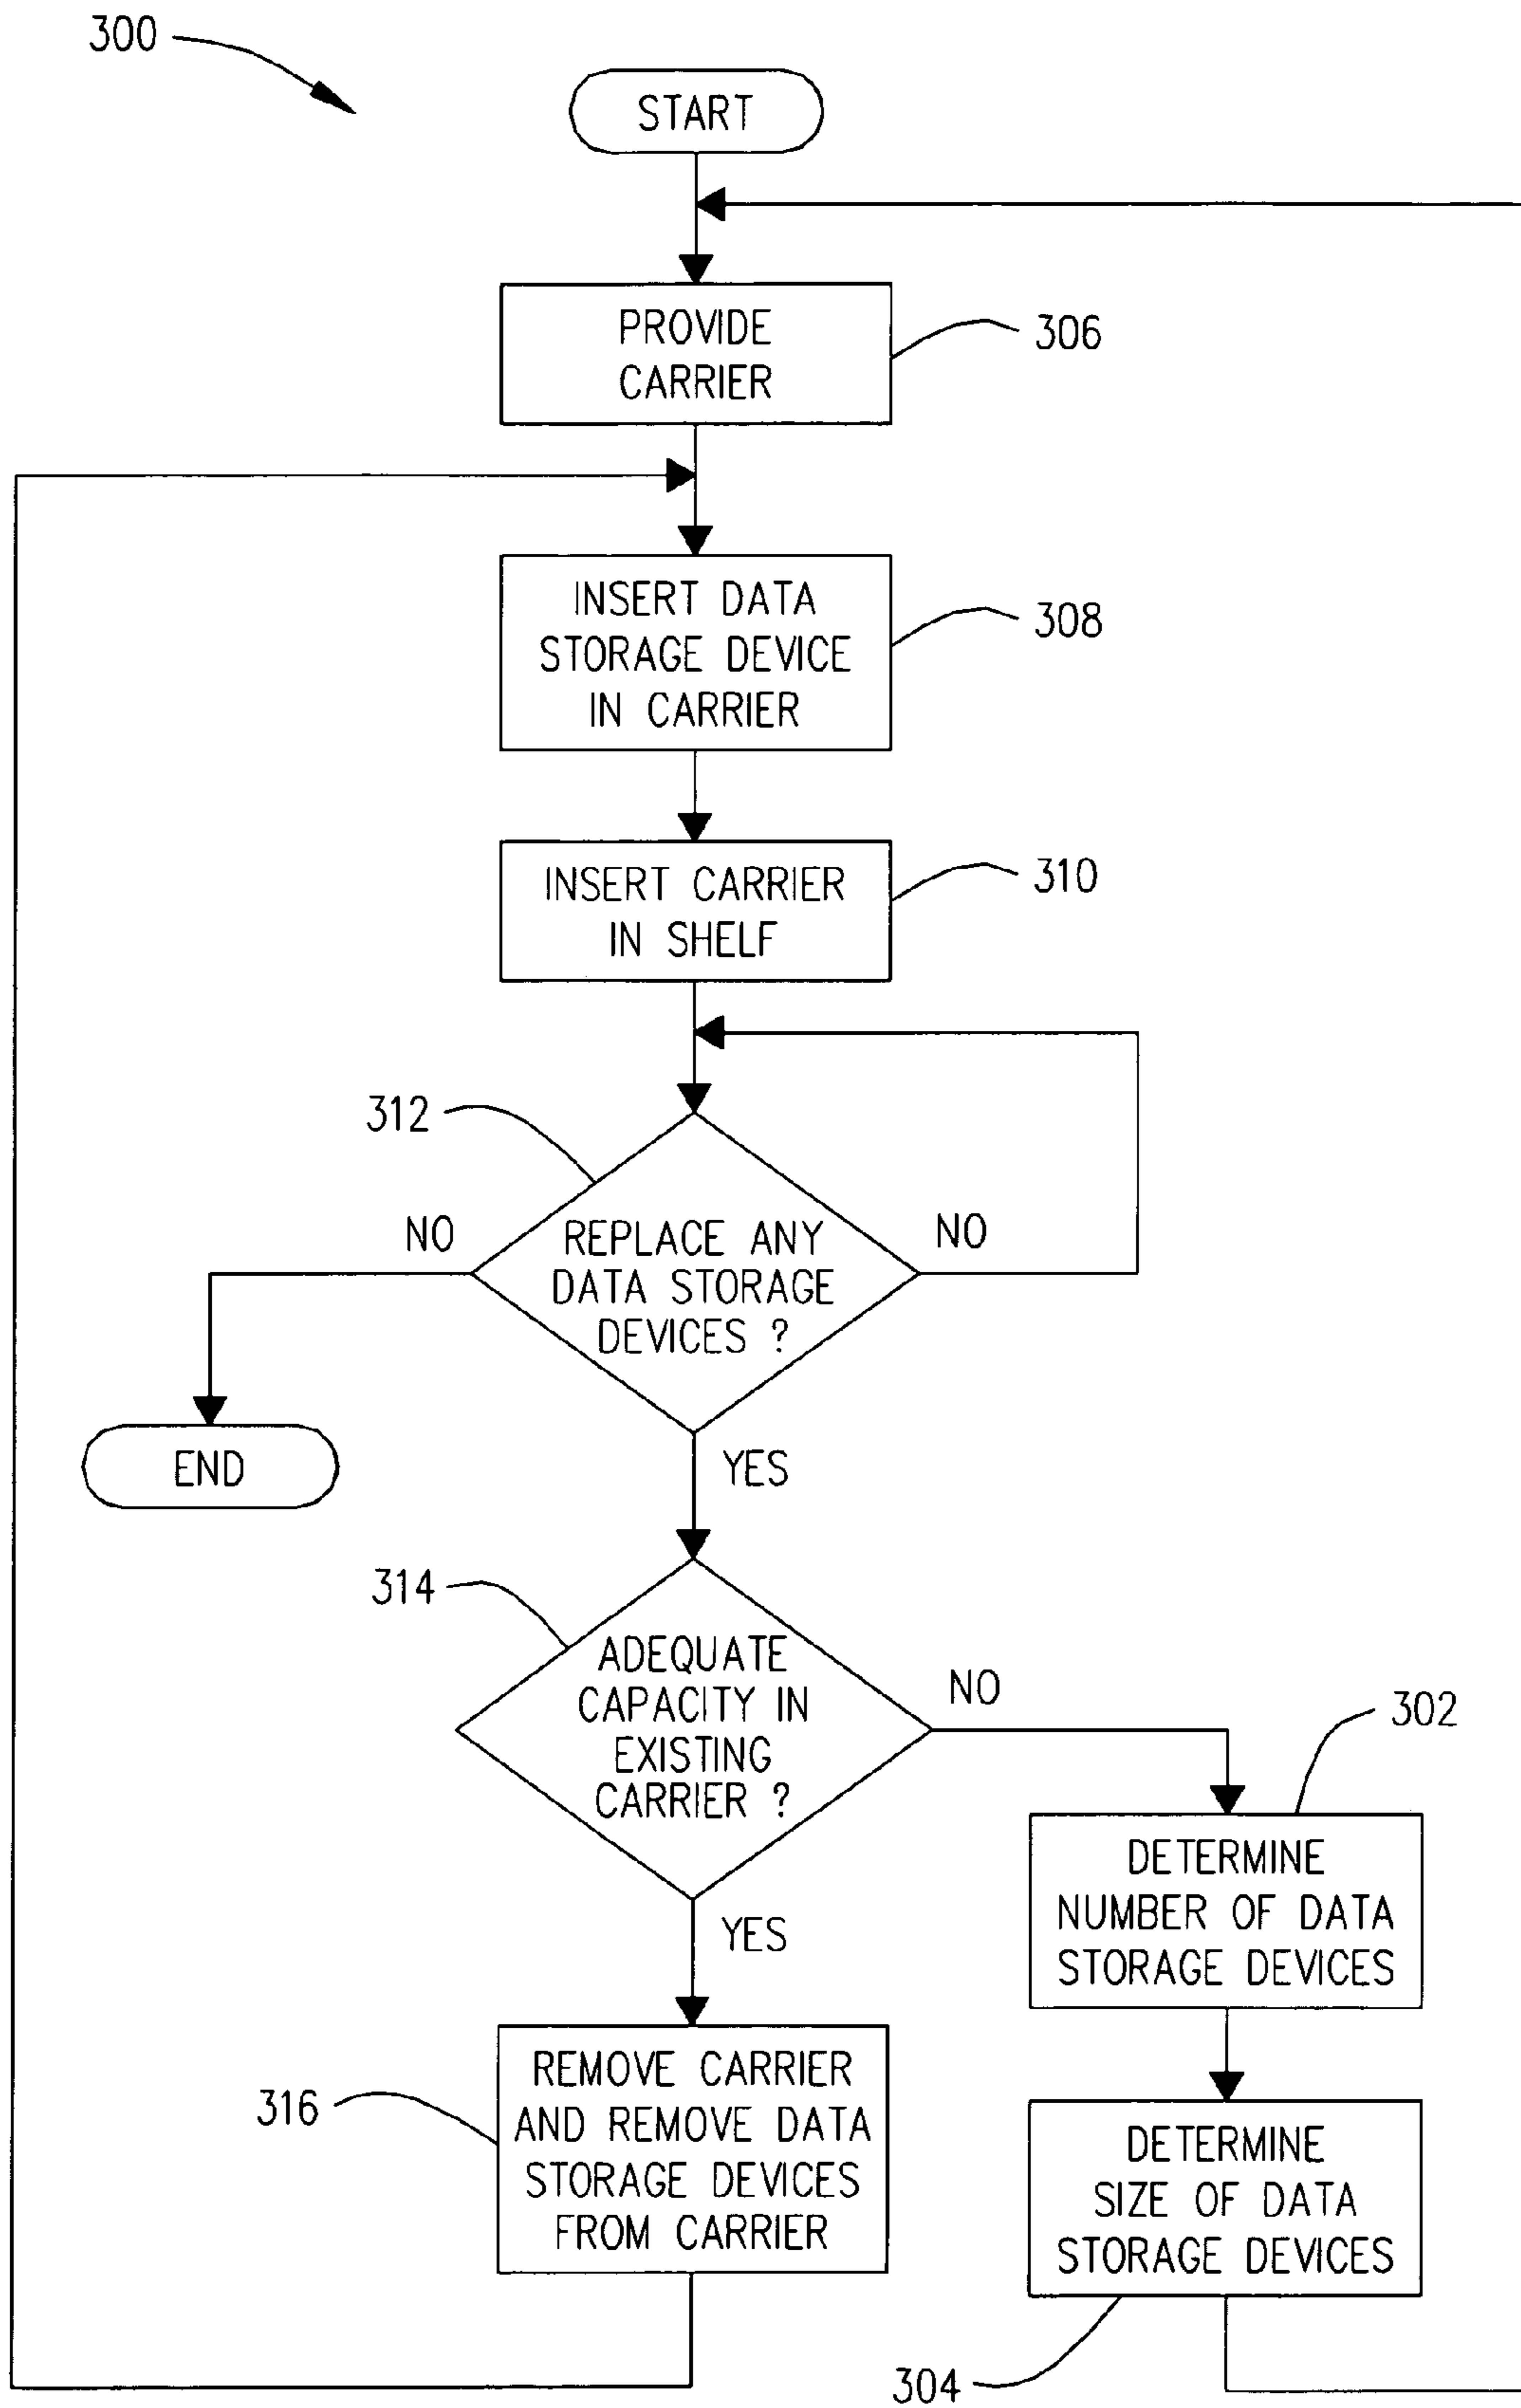 300
START
PROVIDE
CARRIER
306
INSERT DATA
STORAGE DEVICE
IN CARRIER
308
INSERT CARRIER
IN SHELF
310
312
NO
REPLACE ANY
DATA STORAGE
DEVICES ?
NO
END
YES
314
ADEQUATE
CAPACITY IN
EXISTING
CARRIER ?
NO
302
DETERMINE
NUMBER OF DATA
STORAGE DEVICES
YES
316
REMOVE CARRIER
AND REMOVE DATA
STORAGE DEVICES
FROM CARRIER
DETERMINE
SIZE OF DATA
STORAGE DEVICES
304